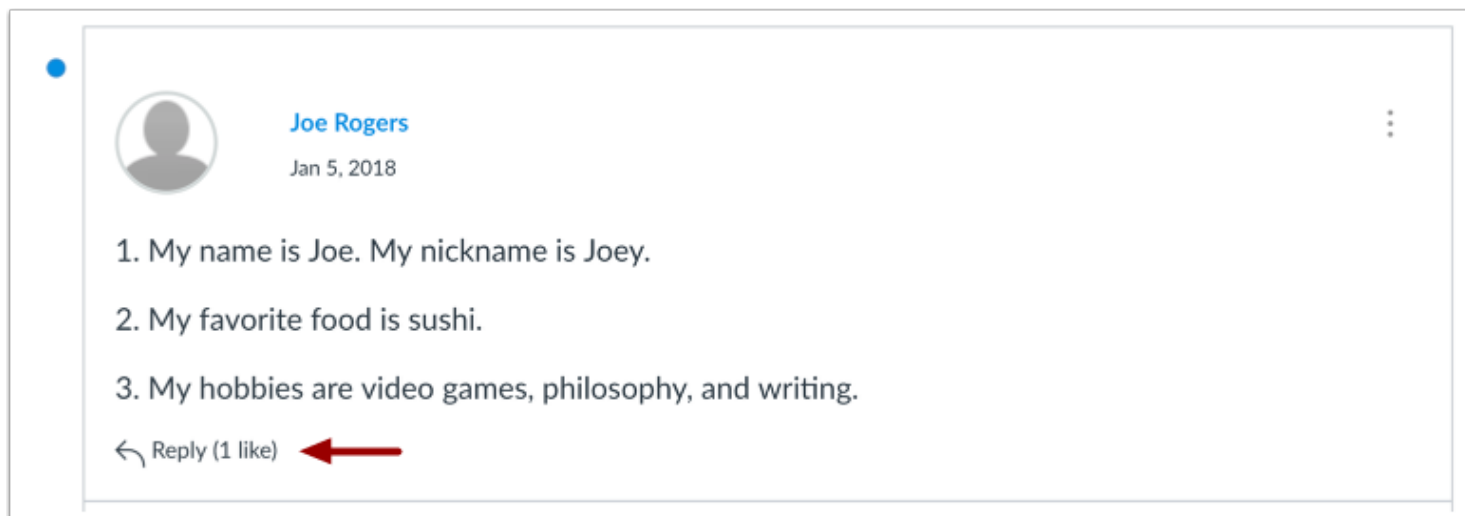 Joe Rogers
Jan 5, 2018
1. My name is Joe. My nickname is Joey.
2. My favorite food is sushi.
3. My hobbies are video games, philosophy, and writing.
Reply (1 like)